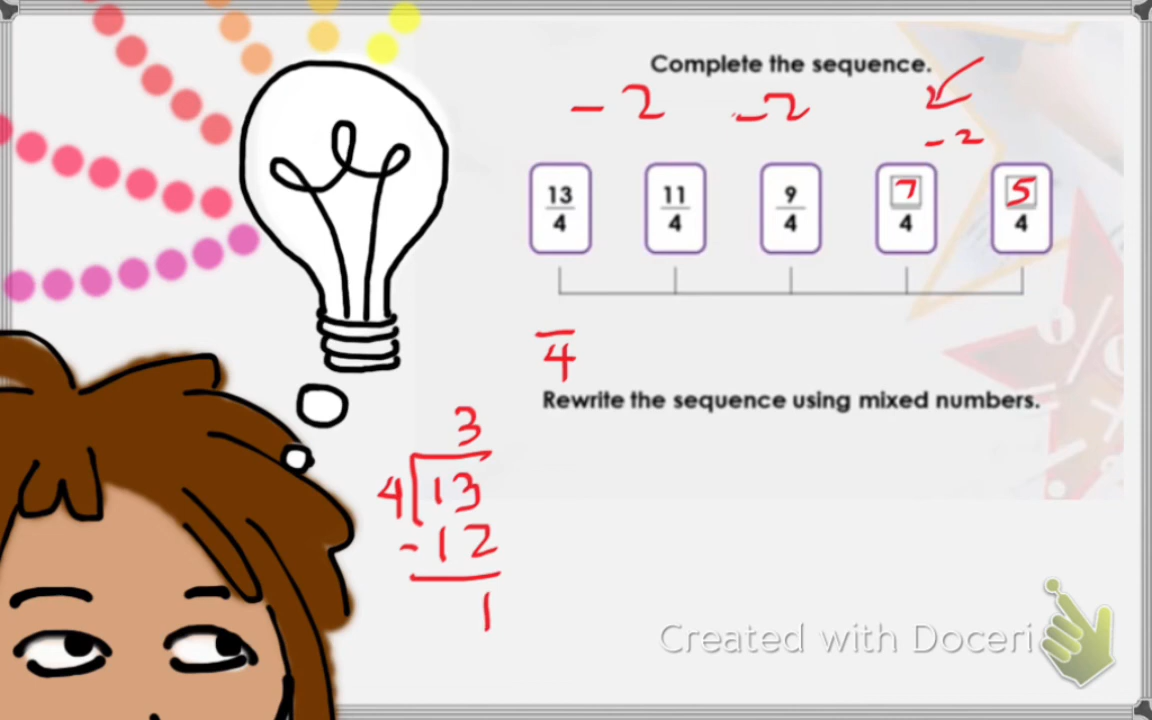 Complete the sequence.
- 2 - 2
- 2
13 11 9 7 5
4 4 4 4 4
4
Rewrite the sequence using mixed numbers.
3
4 13
- 12
1
Created with Doceri